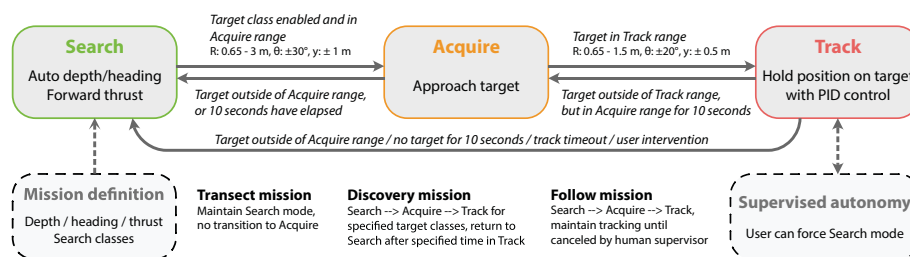 Target class enabled and in
Acquire range
R: 0.65 - 3 m, θ: ±30°, y: ± 1 m
Target in Track range
R: 0.65 - 1.5 m, θ: ±20°, y: ± 0.5 m
Search
Auto depth/heading
Forward thrust
Acquire
Approach target
Track
Hold position on target
with PID control
Target outside of Acquire range,
or 10 seconds have elapsed
Target outside of Track range,
but in Acquire range for 10 seconds
Target outside of Acquire range / no target for 10 seconds / track timeout / user intervention
Mission definition
Depth / heading / thrust
Search classes
Transect mission
Maintain Search mode,
no transition to Acquire
Discovery mission
Search --> Acquire --> Track for
specified target classes, return to
Search after specified time in Track
Follow mission
Search --> Acquire --> Track,
maintain tracking until
canceled by human supervisor
Supervised autonomy
User can force Search mode